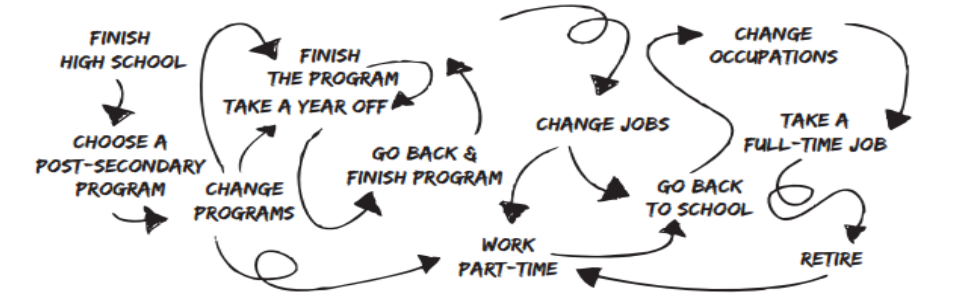 FINISH
HIGH SCHOOL
CHOOSE A
POST-SECONDARY
PROGRAM
CHANGE
PROGRAMS
FINISH
THE PROGRAM
TAKE A YEAR OFF
GO BACK &
FINISH PROGRAM
CHANGE JOBS
WORK
PART-TIME
GO BACK
TO SCHOOL
CHANGE
OCCUPATIONS
TAKE A
FULL-TIME JOB
RETIRE